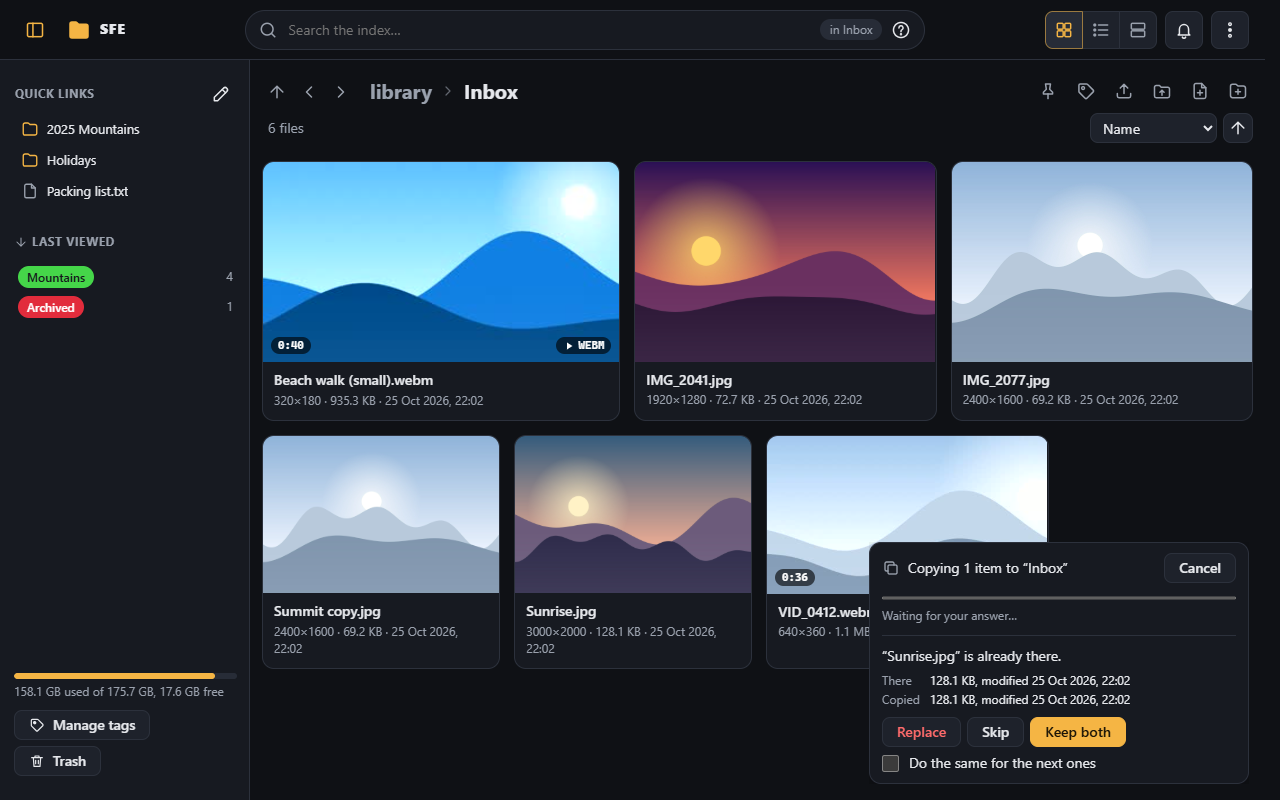 SFE
Search the index...
in Inbox
QUICK LINKS
2025 Mountains
Holidays
Packing list.txt
LAST VIEWED
Mountains 4
Archived 1
158.1 GB used of 175.7 GB, 17.6 GB free
Manage tags
Trash
library › Inbox
6 files
Name
0:40
WEBM
Beach walk (small).webm
320×180 · 935.3 KB · 25 Oct 2026, 22:02
IMG_2041.jpg
1920×1280 · 72.7 KB · 25 Oct 2026, 22:02
IMG_2077.jpg
2400×1600 · 69.2 KB · 25 Oct 2026, 22:02
Summit copy.jpg
2400×1600 · 69.2 KB · 25 Oct 2026,
22:02
Sunrise.jpg
3000×2000 · 128.1 KB · 25 Oct 2026,
22:02
0:36
VID_0412.webm
640×360 · 1.1 MB
Copying 1 item to “Inbox”
Cancel
Waiting for your answer...
“Sunrise.jpg” is already there.
There 128.1 KB, modified 25 Oct 2026, 22:02
Copied 128.1 KB, modified 25 Oct 2026, 22:02
Replace
Skip
Keep both
Do the same for the next ones